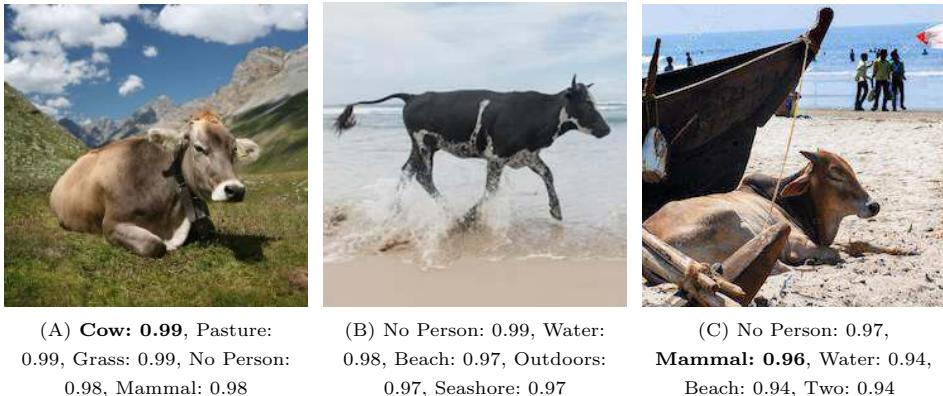 (A) Cow: 0.99, Pasture:
0.99, Grass: 0.99, No Person:
0.98, Mammal: 0.98
(B) No Person: 0.99, Water:
0.98, Beach: 0.97, Outdoors:
0.97, Seashore: 0.97
(C) No Person: 0.97,
Mammal: 0.96, Water: 0.94,
Beach: 0.94, Two: 0.94